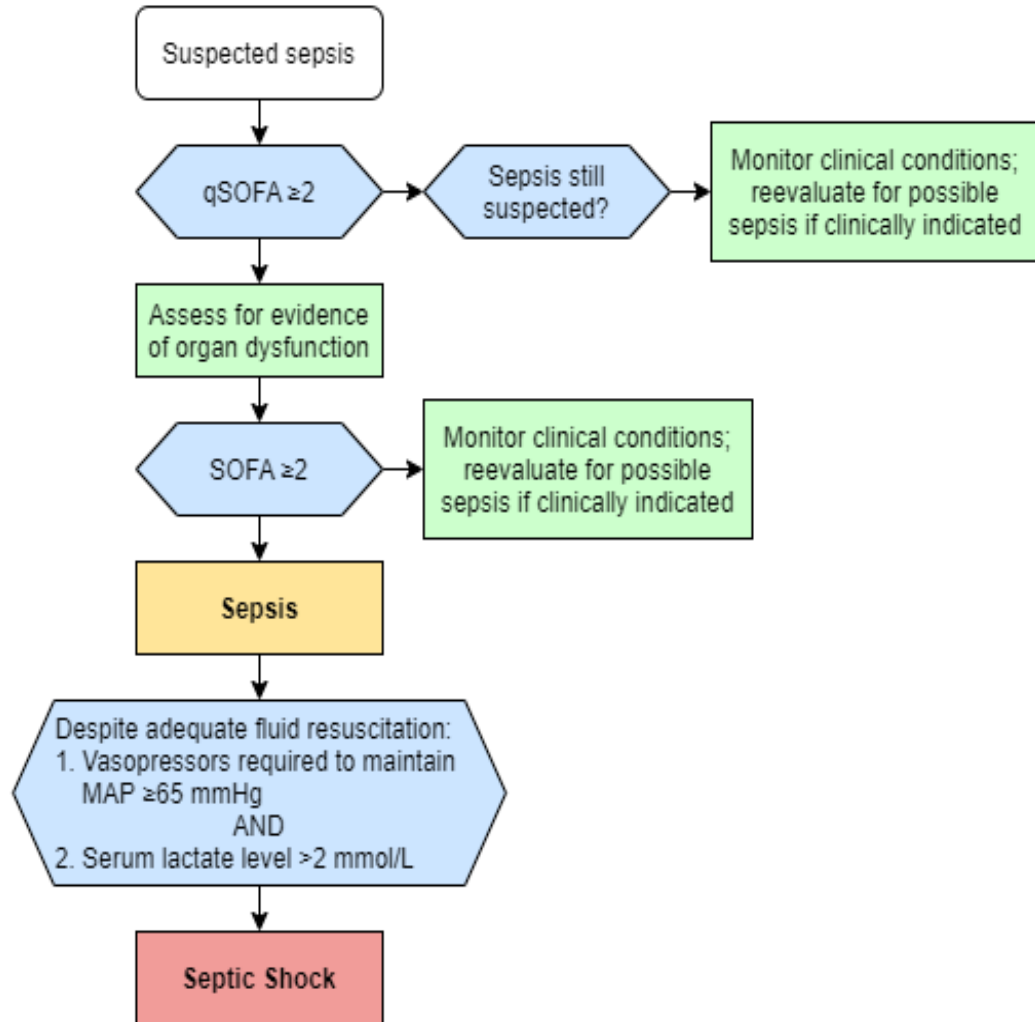 Suspected sepsis
qSOFA ≥2
Sepsis still
suspected?
Monitor clinical conditions;
reevaluate for possible
sepsis if clinically indicated
Assess for evidence
of organ dysfunction
SOFA ≥2
Monitor clinical conditions;
reevaluate for possible
sepsis if clinically indicated
Sepsis
Despite adequate fluid resuscitation:
1. Vasopressors required to maintain
MAP ≥65 mmHg
AND
2. Serum lactate level >2 mmol/L
Septic Shock